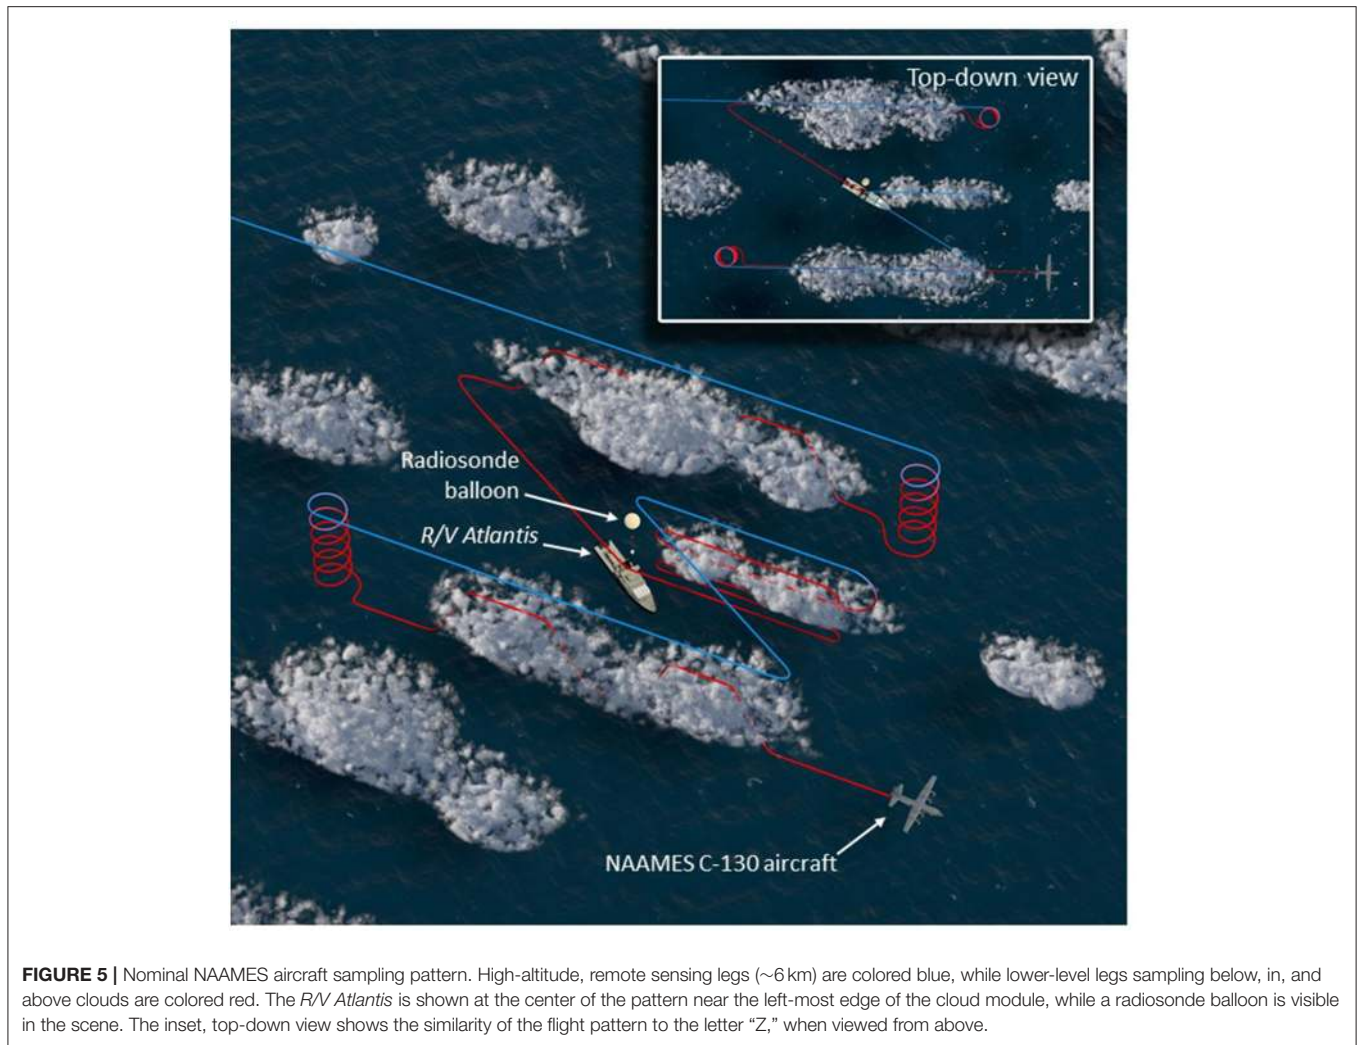 Top-down view
Radiosonde
balloon
R/V Atlantis
NAAMES C-130 aircraft
FIGURE 5 | Nominal NAAMES aircraft sampling pattern. High-altitude, remote sensing legs (∼6 km) are colored blue, while lower-level legs sampling below, in, and
above clouds are colored red. The R/V Atlantis is shown at the center of the pattern near the left-most edge of the cloud module, while a radiosonde balloon is visible
in the scene. The inset, top-down view shows the similarity of the flight pattern to the letter “Z,” when viewed from above.